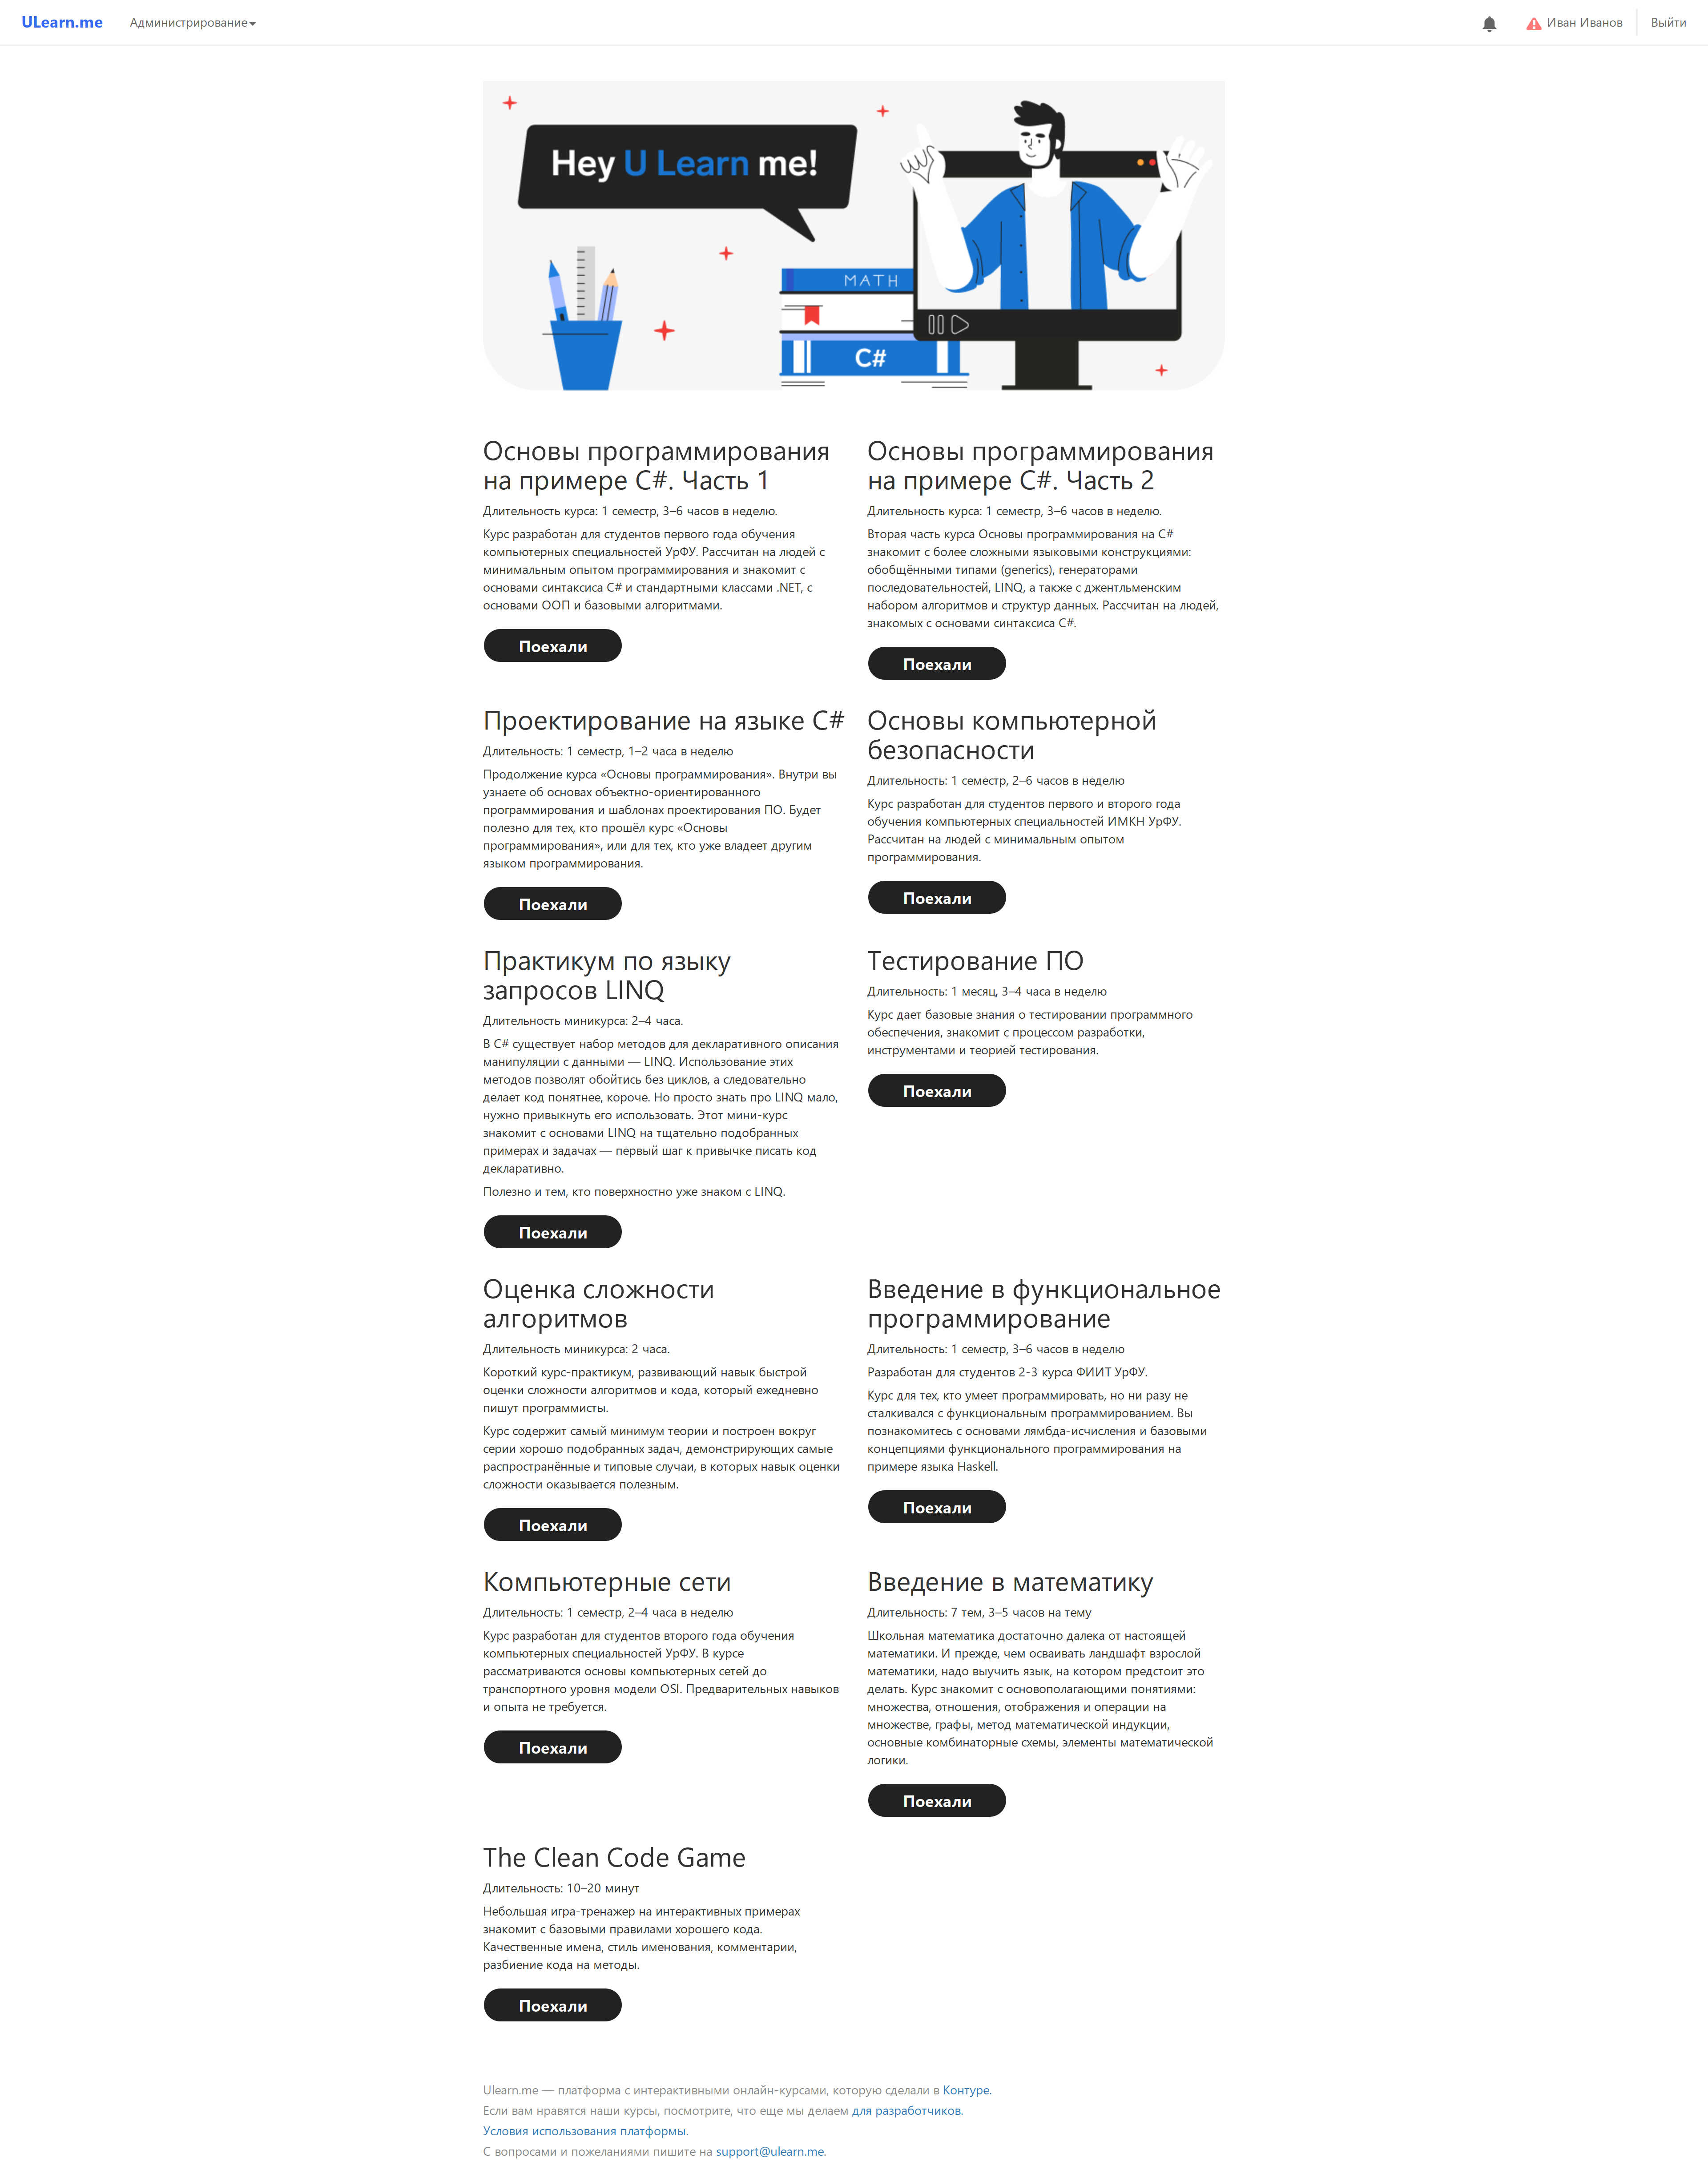 ULearn.me
Администрирование
Иван Иванов
Выйти
Hey U Learn me!
MATH
C#
Основы программирования
на примере C#. Часть 1
Длительность курса: 1 семестр, 3–6 часов в неделю.
Курс разработан для студентов первого года обучения
компьютерных специальностей УрФУ. Рассчитан на людей с
минимальным опытом программирования и знакомит с
основами синтаксиса C# и стандартными классами .NET, с
основами ООП и базовыми алгоритмами.
Поехали
Основы программирования
на примере C#. Часть 2
Длительность курса: 1 семестр, 3–6 часов в неделю.
Вторая часть курса Основы программирования на C#
знакомит с более сложными языковыми конструкциями:
обобщёнными типами (generics), генераторами
последовательностей, LINQ, а также с джентльменским
набором алгоритмов и структур данных. Рассчитан на людей,
знакомых с основами синтаксиса C#.
Поехали
Проектирование на языке C#
Длительность: 1 семестр, 1–2 часа в неделю
Продолжение курса «Основы программирования». Внутри вы
узнаете об основах объектно-ориентированного
программирования и шаблонах проектирования ПО. Будет
полезно для тех, кто прошёл курс «Основы
программирования», или для тех, кто уже владеет другим
языком программирования.
Поехали
Основы компьютерной
безопасности
Длительность: 1 семестр, 2–6 часов в неделю
Курс разработан для студентов первого и второго года
обучения компьютерных специальностей ИМКН УрФУ.
Рассчитан на людей с минимальным опытом
программирования.
Поехали
Практикум по языку
запросов LINQ
Длительность миникурса: 2–4 часа.
В C# существует набор методов для декларативного описания
манипуляции с данными — LINQ. Использование этих
методов позволят обойтись без циклов, а следовательно
делает код понятнее, короче. Но просто знать про LINQ мало,
нужно привыкнуть его использовать. Этот мини-курс
знакомит с основами LINQ на тщательно подобранных
примерах и задачах — первый шаг к привычке писать код
декларативно.
Полезно и тем, кто поверхностно уже знаком с LINQ.
Поехали
Тестирование ПО
Длительность: 1 месяц, 3–4 часа в неделю
Курс дает базовые знания о тестировании программного
обеспечения, знакомит с процессом разработки,
инструментами и теорией тестирования.
Поехали
Оценка сложности
алгоритмов
Длительность миникурса: 2 часа.
Короткий курс-практикум, развивающий навык быстрой
оценки сложности алгоритмов и кода, который ежедневно
пишут программисты.
Курс содержит самый минимум теории и построен вокруг
серии хорошо подобранных задач, демонстрирующих самые
распространённые и типовые случаи, в которых навык оценки
сложности оказывается полезным.
Поехали
Введение в функциональное
программирование
Длительность: 1 семестр, 3–6 часов в неделю
Разработан для студентов 2-3 курса ФИИТ УрФУ.
Курс для тех, кто умеет программировать, но ни разу не
сталкивался с функциональным программированием. Вы
познакомитесь с основами лямбда-исчисления и базовыми
концепциями функционального программирования на
примере языка Haskell.
Поехали
Компьютерные сети
Длительность: 1 семестр, 2–4 часа в неделю
Курс разработан для студентов второго года обучения
компьютерных специальностей УрФУ. В курсе
рассматриваются основы компьютерных сетей до
транспортного уровня модели OSI. Предварительных навыков
и опыта не требуется.
Поехали
Введение в математику
Длительность: 7 тем, 3–5 часов на тему
Школьная математика достаточно далека от настоящей
математики. И прежде, чем осваивать ландшафт взрослой
математики, надо выучить язык, на котором предстоит это
делать. Курс знакомит с основополагающими понятиями:
множества, отношения, отображения и операции на
множестве, графы, метод математической индукции,
основные комбинаторные схемы, элементы математической
логики.
Поехали
The Clean Code Game
Длительность: 10–20 минут
Небольшая игра-тренажер на интерактивных примерах
знакомит с базовыми правилами хорошего кода.
Качественные имена, стиль именования, комментарии,
разбиение кода на методы.
Поехали
Ulearn.me — платформа с интерактивными онлайн-курсами, которую сделали в Контуре.
Если вам нравятся наши курсы, посмотрите, что еще мы делаем для разработчиков.
Условия использования платформы.
С вопросами и пожеланиями пишите на support@ulearn.me.